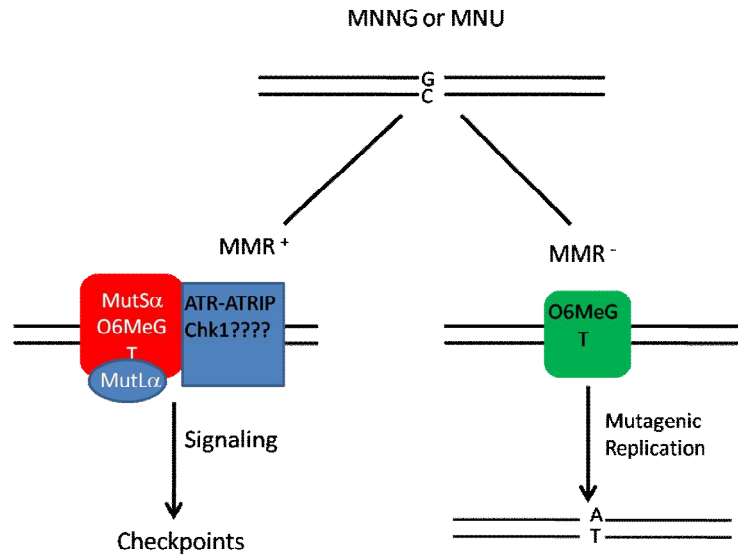 MNNG or MNU
G
C
MMR +
MMR -
MutSα
O6MeG
T
MutLα
ATR-ATRIP
Chk1????
O6MeG
T
Signaling
Mutagenic
Replication
Checkpoints
A
T